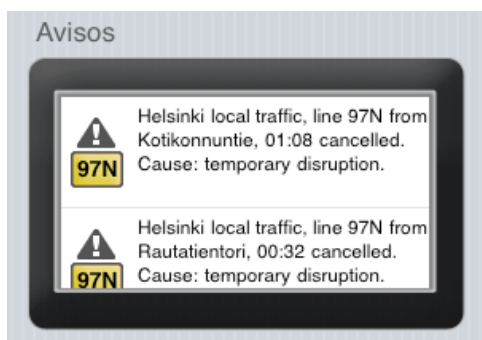 Avisos
Helsinki local traffic, line 97N from
Kotikonnuntie, 01:08 cancelled.
Cause: temporary disruption.
97N
Helsinki local traffic, line 97N from
Rautatientori, 00:32 cancelled.
Cause: temporary disruption.
97N